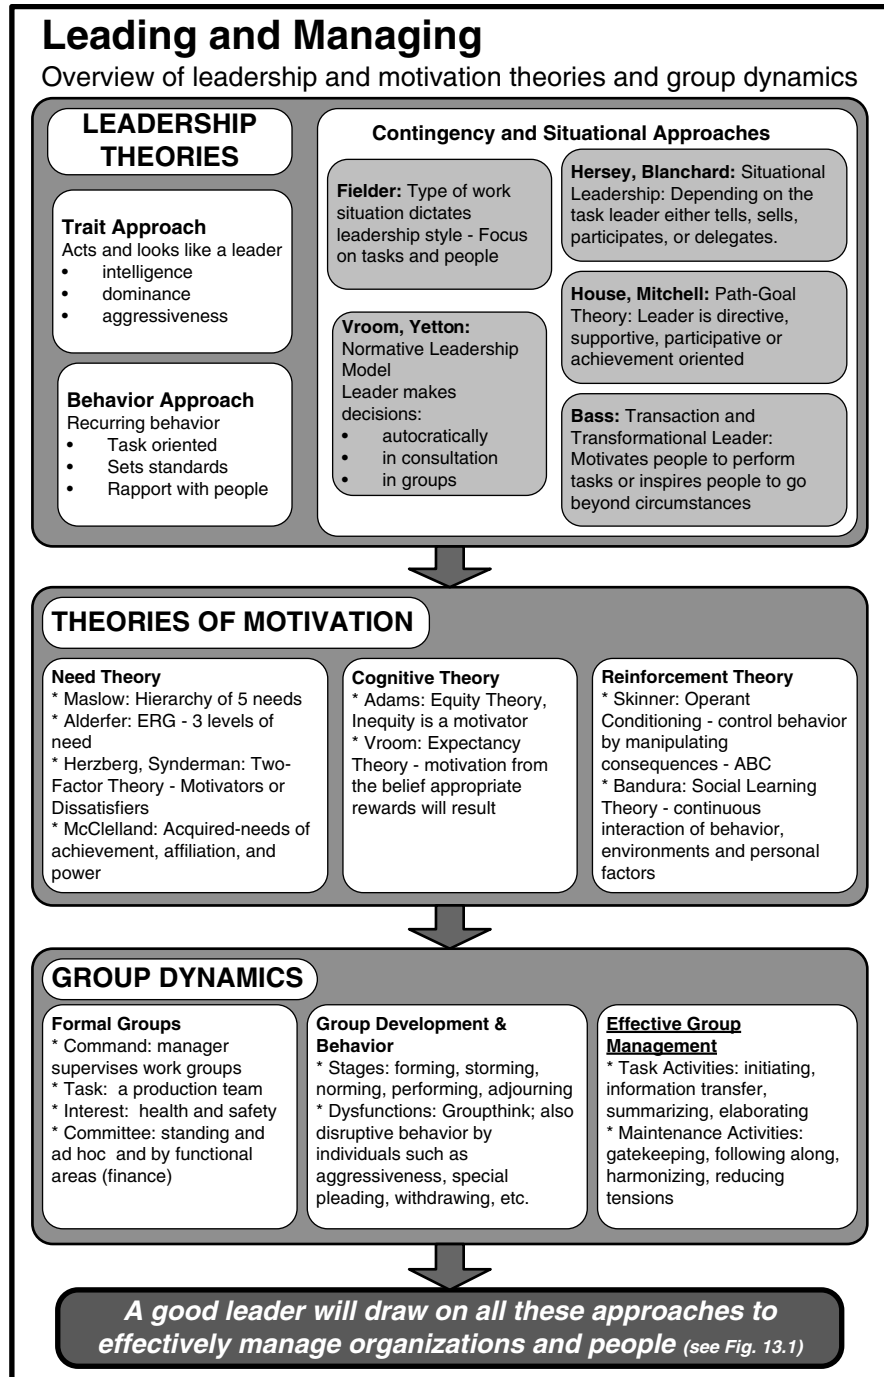 Leading and Managing
Overview of leadership and motivation theories and group dynamics
LEADERSHIP
THEORIES
Trait Approach
Acts and looks like a leader
• intelligence
• dominance
• aggressiveness
Behavior Approach
Recurring behavior
• Task oriented
• Sets standards
• Rapport with people
Contingency and Situational Approaches
Fielder: Type of work
situation dictates
leadership style - Focus
on tasks and people
Vroom, Yetton:
Normative Leadership
Model
Leader makes
decisions:
• autocratically
• in consultation
• in groups
Hersey, Blanchard: Situational
Leadership: Depending on the
task leader either tells, sells,
participates, or delegates.
House, Mitchell: Path-Goal
Theory: Leader is directive,
supportive, participative or
achievement oriented
Bass: Transaction and
Transformational Leader:
Motivates people to perform
tasks or inspires people to go
beyond circumstances
THEORIES OF MOTIVATION
Need Theory
* Maslow: Hierarchy of 5 needs
* Alderfer: ERG - 3 levels of
need
* Herzberg, Synderman: Two-
Factor Theory - Motivators or
Dissatisfiers
* McClelland: Acquired-needs of
achievement, affiliation, and
power
Cognitive Theory
* Adams: Equity Theory,
Inequity is a motivator
* Vroom: Expectancy
Theory - motivation from
the belief appropriate
rewards will result
Reinforcement Theory
* Skinner: Operant
Conditioning - control behavior
by manipulating
consequences - ABC
* Bandura: Social Learning
Theory - continuous
interaction of behavior,
environments and personal
factors
GROUP DYNAMICS
Formal Groups
* Command: manager
supervises work groups
* Task: a production team
* Interest: health and safety
* Committee: standing and
ad hoc and by functional
areas (finance)
Group Development &
Behavior
* Stages: forming, storming,
norming, performing, adjourning
* Dysfunctions: Groupthink; also
disruptive behavior by
individuals such as
aggressiveness, special
pleading, withdrawing, etc.
Effective Group
Management
* Task Activities: initiating,
information transfer,
summarizing, elaborating
* Maintenance Activities:
gatekeeping, following along,
harmonizing, reducing
tensions
A good leader will draw on all these approaches to
effectively manage organizations and people (see Fig. 13.1)